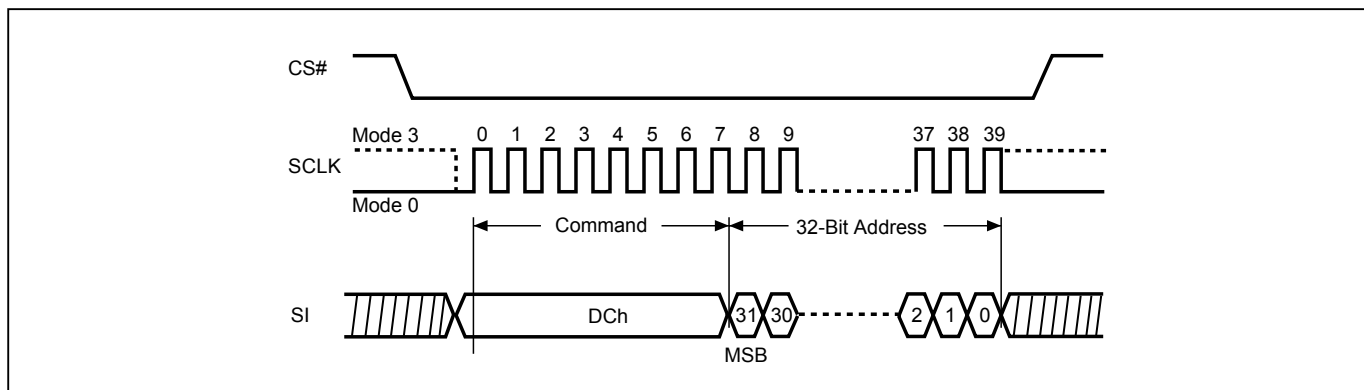 CS#
Mode 3 0 1 2 3 4 5 6 7 8 9 37 38 39
SCLK
Mode 0
Command 32-Bit Address
SI DCh 31 30 2 1 0
MSB